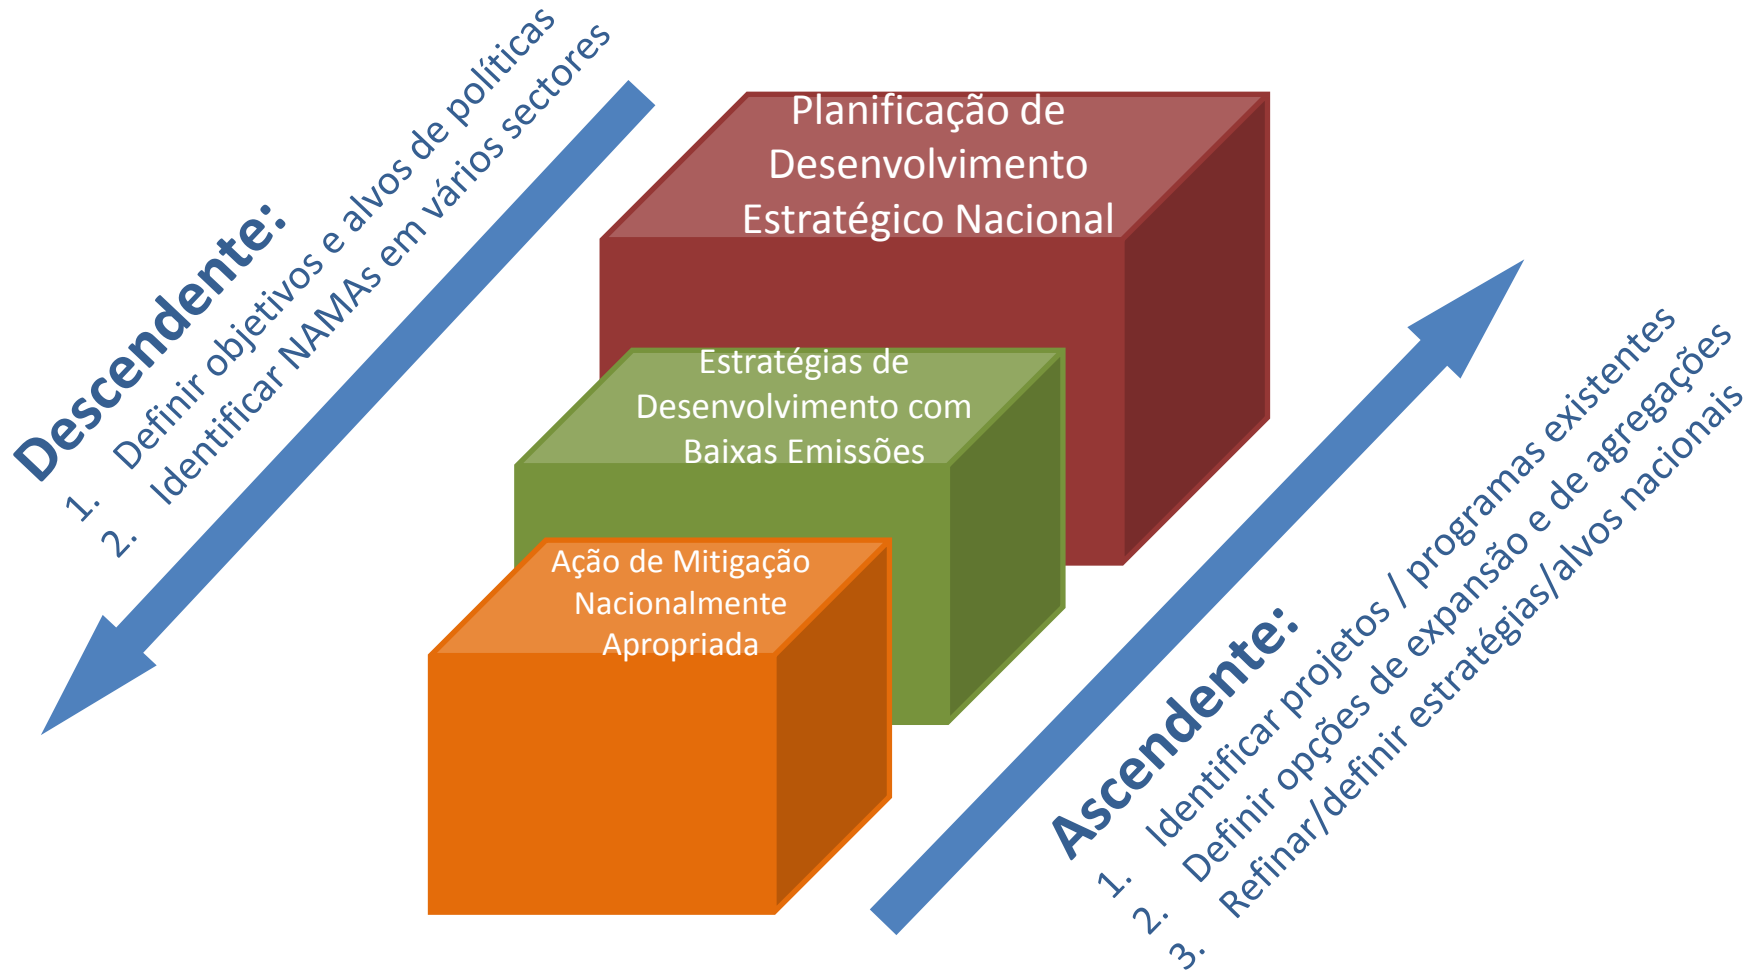 Descendente:
1. Definir objetivos e alvos de políticas
2. Identificar NAMAs em vários sectores
Planificação de
Desenvolvimento
Estratégico Nacional
Estratégias de
Desenvolvimento com
Baixas Emissões
Ação de Mitigação
Nacionalmente
Apropriada
Ascendente:
1. Identificar projetos / programas existentes
2. Definir opções de expansão e de agregações
3. Refinar/definir estratégias/alvos nacionais